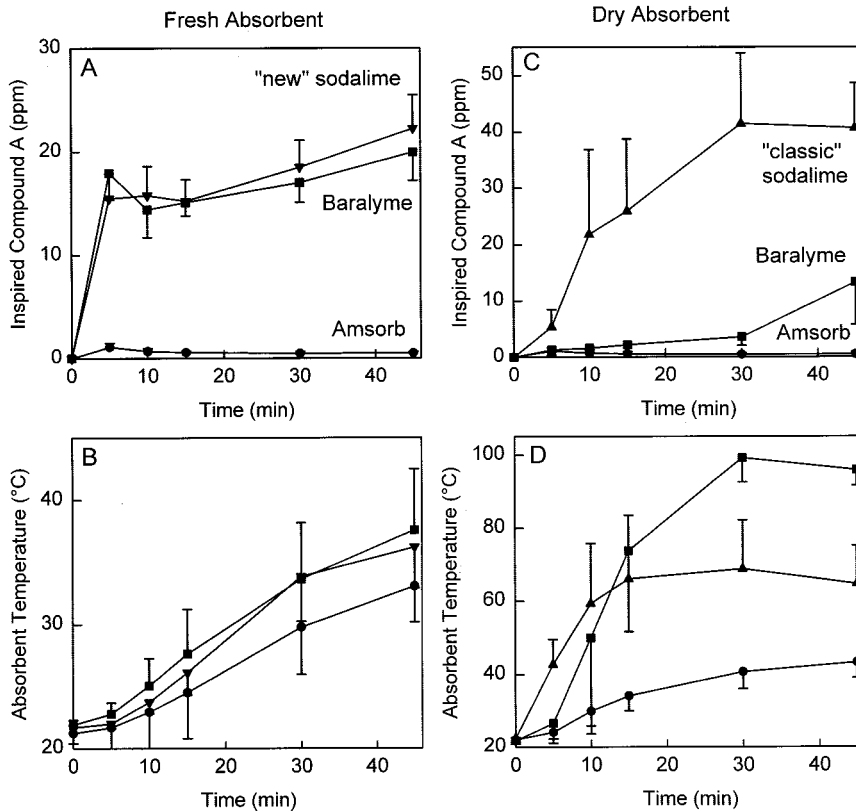 Fresh Absorbent
Dry Absorbent
A
30
20
10
0
Inspired Compound A (ppm)
"new" sodalime
Baralyme
Amsorb
0 10 20 30 40
Time (min)
C
50
40
30
20
10
0
Inspired Compound A (ppm)
"classic"
sodalime
Baralyme
Amsorb
0 10 20 30 40
Time (min)
B
40
30
20
Absorbent Temperature (°C)
0 10 20 30 40
Time (min)
D
100
80
60
40
20
Absorbent Temperature (°C)
0 10 20 30 40
Time (min)